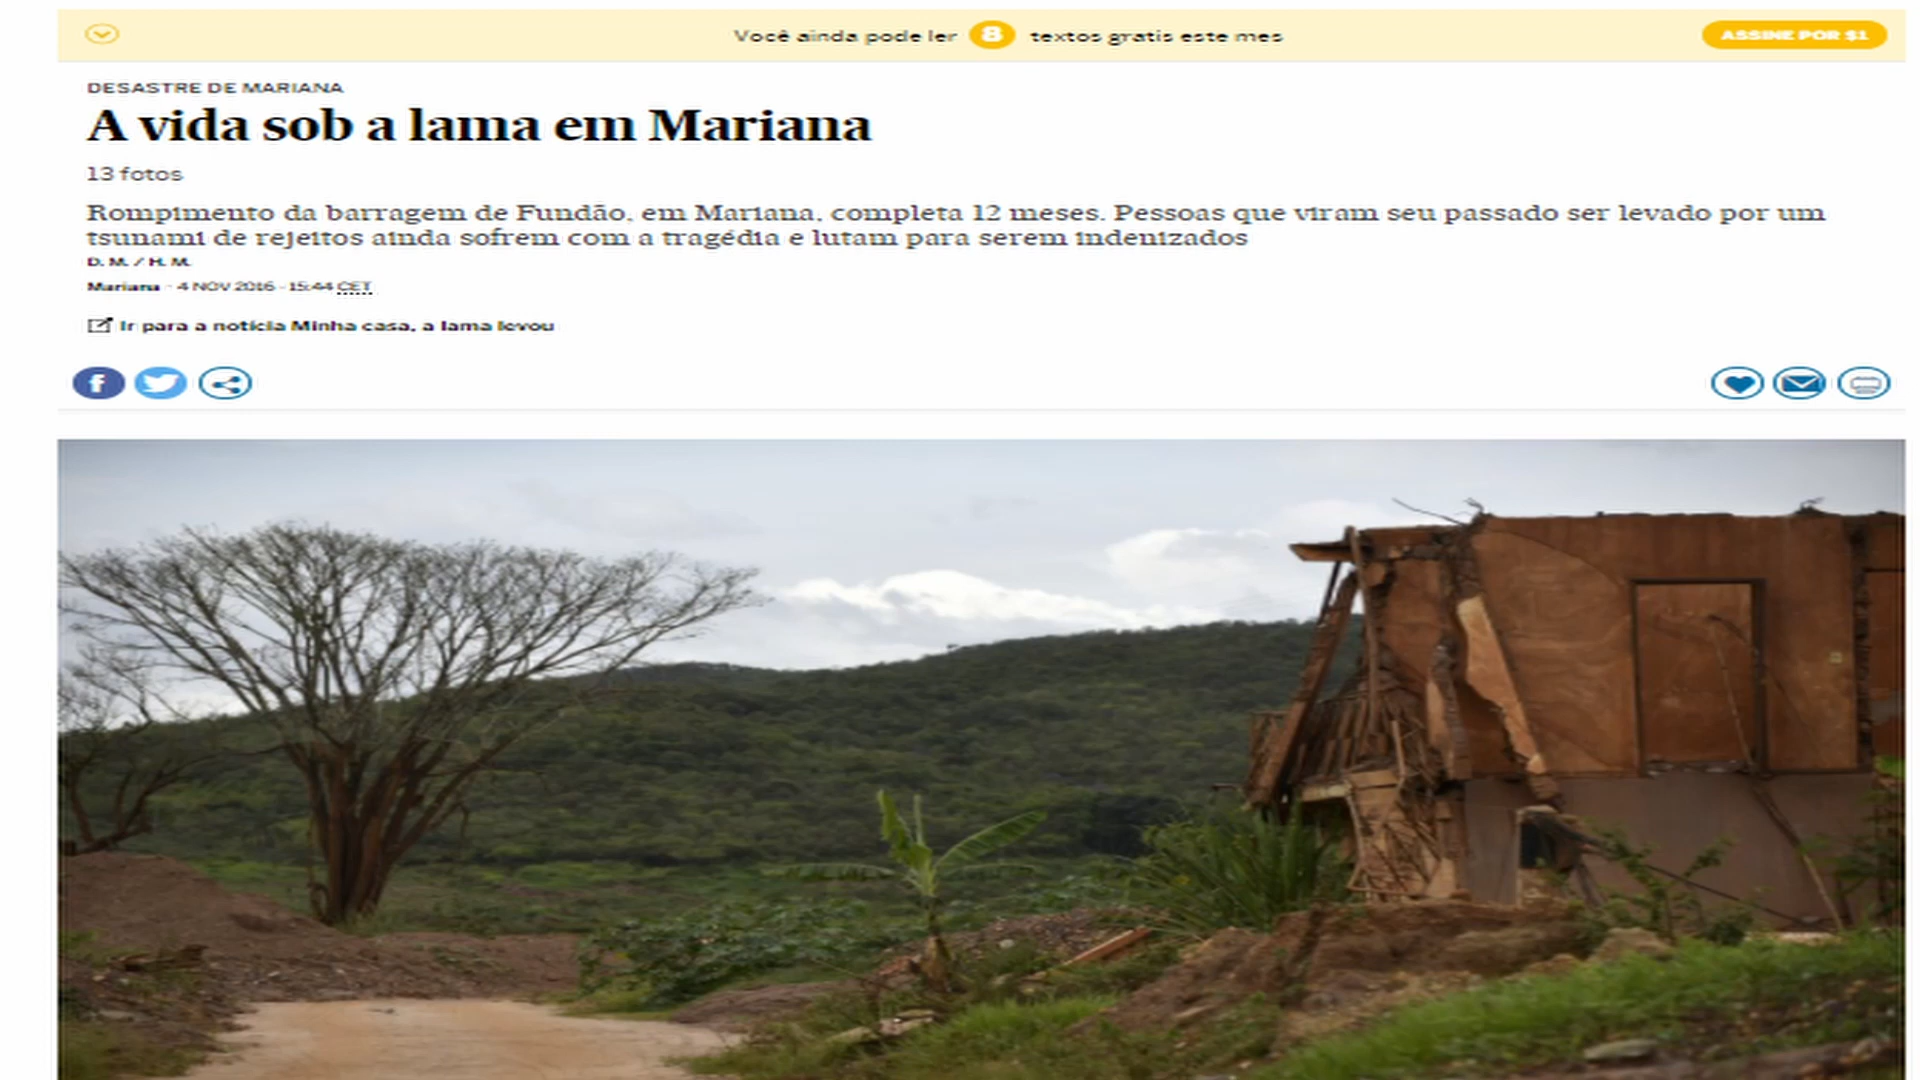 Você ainda pode ler 8 textos gratis este mes
ASSINE POR $1
DESASTRE DE MARIANA
A vida sob a lama em Mariana
13 fotos
Rompimento da barragem de Fundão, em Mariana, completa 12 meses. Pessoas que viram seu passado ser levado por um
tsunami de rejeitos ainda sofrem com a tragédia e lutam para serem indenizados
D. M. / H. M.
Mariana - 4 NOV 2016 - 15:44 CET
Ir para a notícia Minha casa, a lama levou